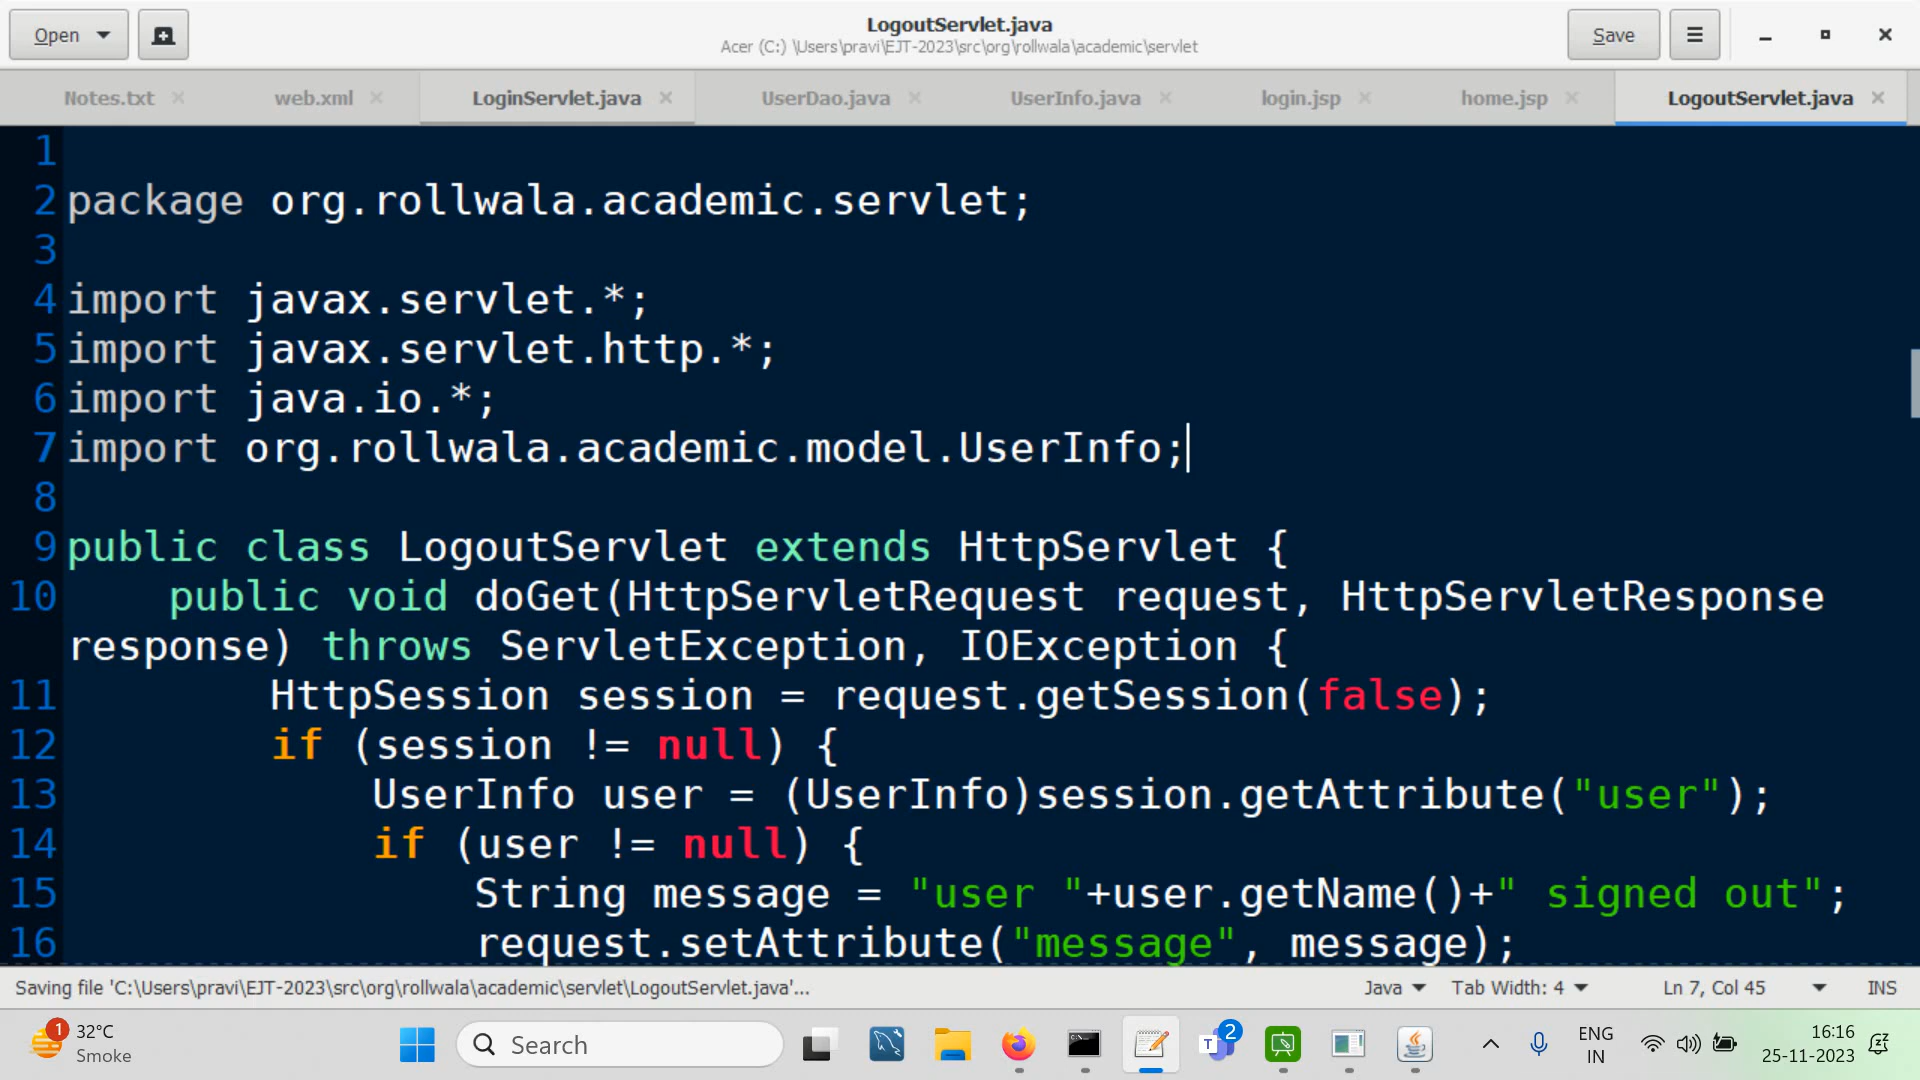 Open
LogoutServlet.java
Acer (C:) \Users\pravi\EJT-2023\src\org\rollwala\academic\servlet
Save
Notes.txt
web.xml
LoginServlet.java
UserDao.java
UserInfo.java
login.jsp
home.jsp
LogoutServlet.java
1
2 package org.rollwala.academic.servlet;
3
4 import javax.servlet.*;
5 import javax.servlet.http.*;
6 import java.io.*;
7 import org.rollwala.academic.model.UserInfo;
8
9 public class LogoutServlet extends HttpServlet {
10     public void doGet(HttpServletRequest request, HttpServletResponse
response) throws ServletException, IOException {
11         HttpSession session = request.getSession(false);
12         if (session != null) {
13             UserInfo user = (UserInfo)session.getAttribute("user");
14             if (user != null) {
15                 String message = "user "+user.getName()+" signed out";
16                 request.setAttribute("message", message);
Saving file 'C:\Users\pravi\EJT-2023\src\org\rollwala\academic\servlet\LogoutServlet.java'...
Java
Tab Width: 4
Ln 7, Col 45
INS
1
32°C
Smoke
Search
T
2
ENG
IN
16:16
25-11-2023